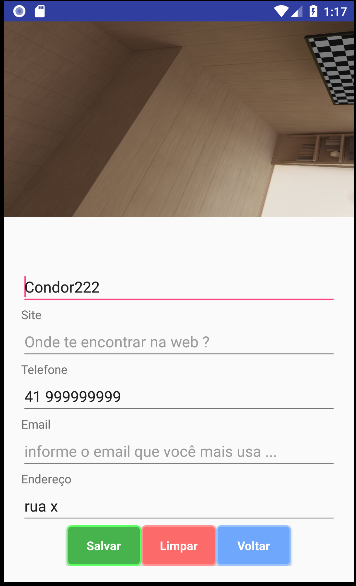 1:17
Condor222
Site
Onde te encontrar na web ?
Telefone
41 999999999
Email
informe o email que você mais usa ...
Endereço
rua x
Salvar Limpar Voltar